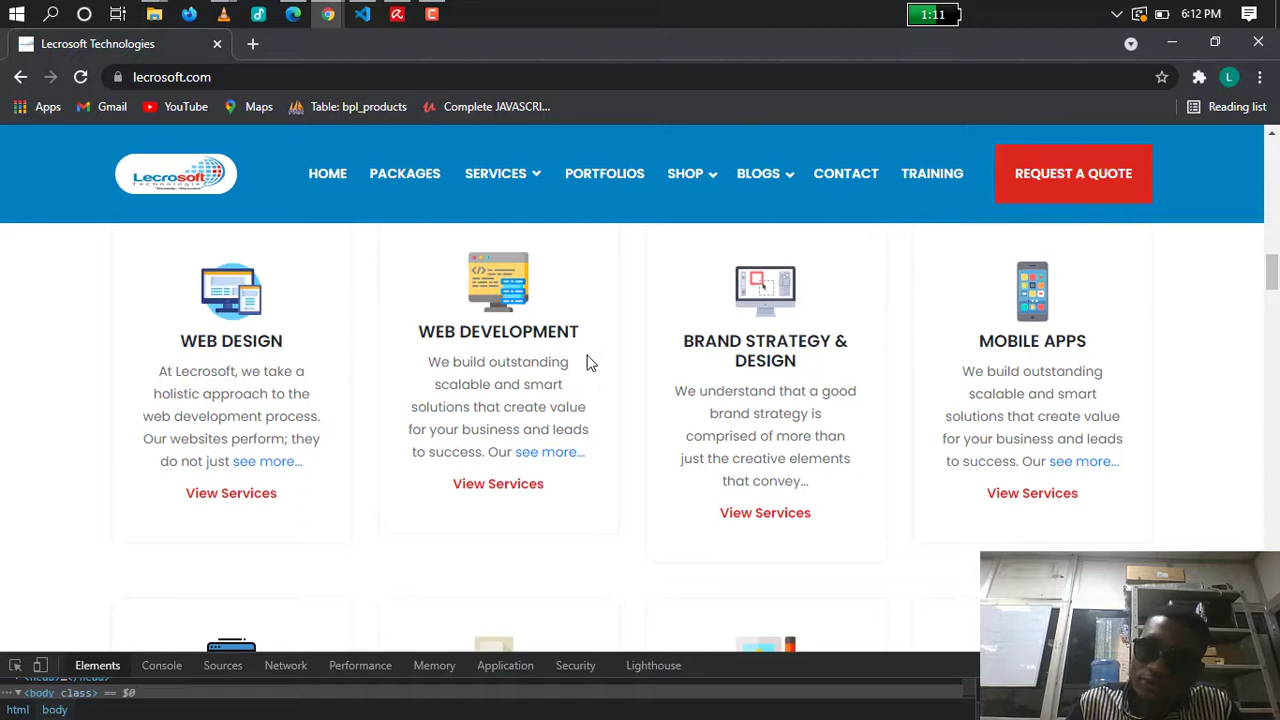 1:11
6:12 PM
Lecrosoft Technologies
lecrosoft.com
L
Apps
Gmail
YouTube
Maps
Table: bpl_products
Complete JAVASCRI...
Reading list
Lecrosoft
Technologies
HOME
PACKAGES
SERVICES
PORTFOLIOS
SHOP
BLOGS
CONTACT
TRAINING
REQUEST A QUOTE
WEB DESIGN
At Lecrosoft, we take a
holistic approach to the
web development process.
Our websites perform; they
do not just see more...
View Services
WEB DEVELOPMENT
We build outstanding
scalable and smart
solutions that create value
for your business and leads
to success. Our see more...
View Services
BRAND STRATEGY &
DESIGN
We understand that a good
brand strategy is
comprised of more than
just the creative elements
that convey...
View Services
MOBILE APPS
We build outstanding
scalable and smart
solutions that create value
for your business and leads
to success. Our see more...
View Services
Elements
Console
Sources
Network
Performance
Memory
Application
Security
Lighthouse
<body class> == $0
html
body